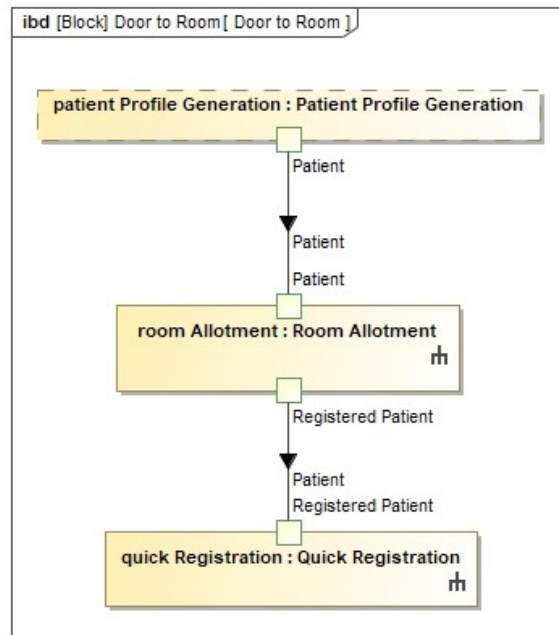 ibd [Block] Door to Room[ Door to Room ]
patient Profile Generation : Patient Profile Generation
Patient
Patient
Patient
room Allotment : Room Allotment
Registered Patient
Patient
Registered Patient
quick Registration : Quick Registration